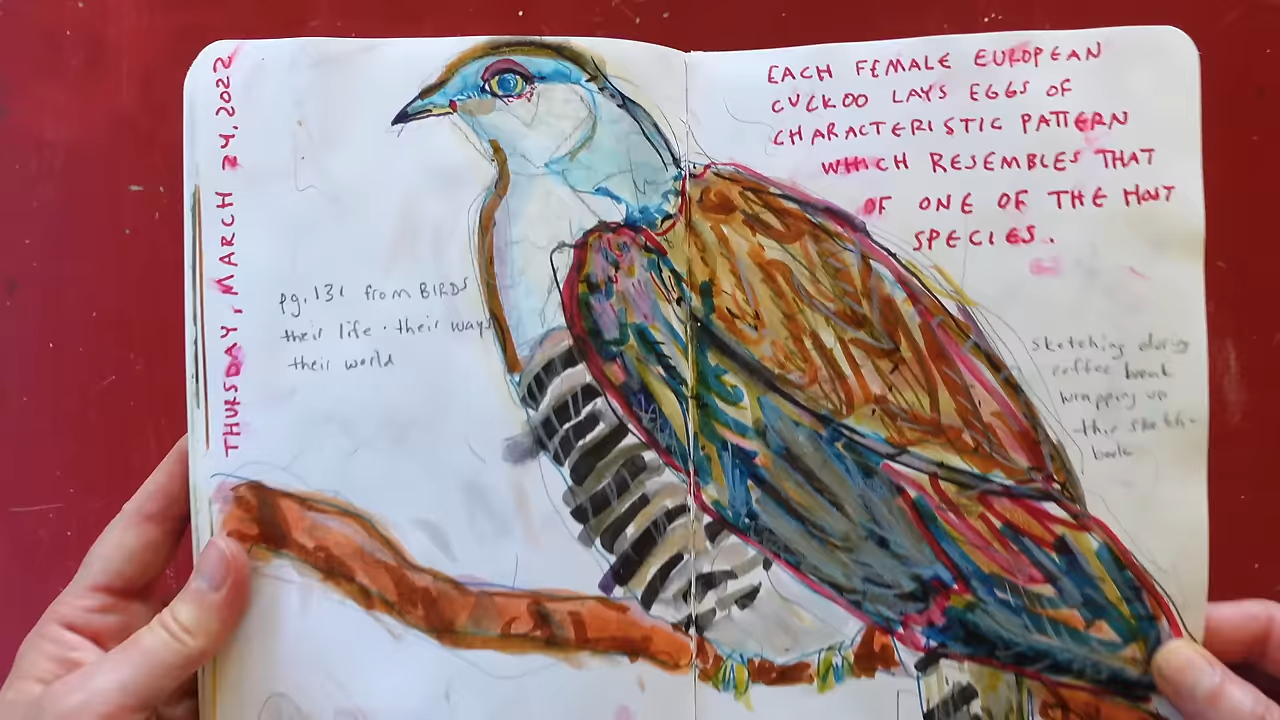 THURSDAY, MARCH 24, 2022
pg. 131 from BIRDS
their life · their ways
their world
EACH FEMALE EUROPEAN
CUCKOO LAYS EGGS OF
CHARACTERISTIC PATTERN
WHICH RESEMBLES THAT
OF ONE OF THE HOST
SPECIES.
sketching during
coffee break
wrapping up
this sketch-
book